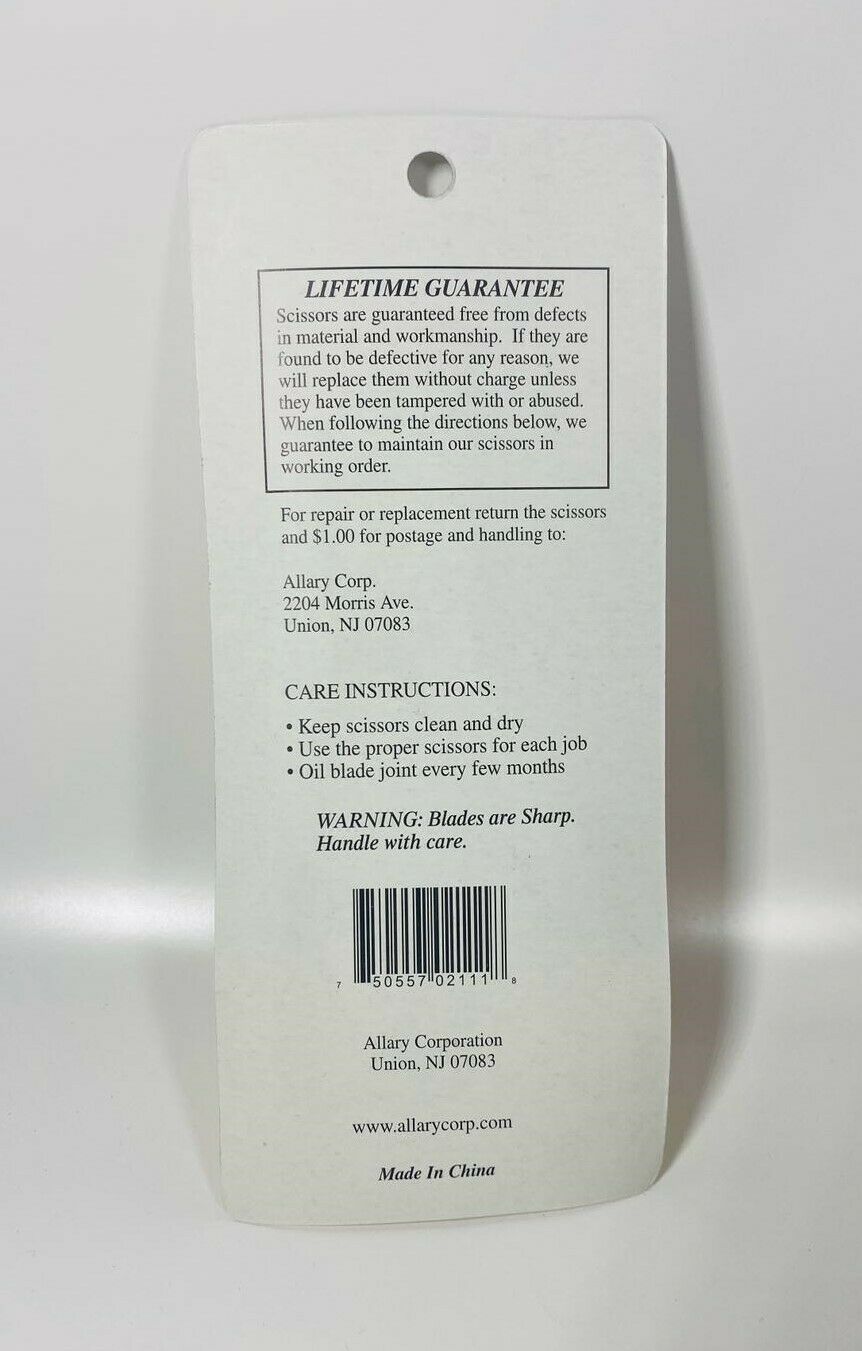 LIFETIME GUARANTEE
Scissors are guaranteed free from defects
in material and workmanship. If they are
found to be defective for any reason, we
will replace them without charge unless
they have been tampered with or abused.
When following the directions below, we
guarantee to maintain our scissors in
working order.
For repair or replacement return the scissors
and $1.00 for postage and handling to:
Allary Corp.
2204 Morris Ave.
Union, NJ 07083
CARE INSTRUCTIONS:
• Keep scissors clean and dry
• Use the proper scissors for each job
• Oil blade joint every few months
WARNING: Blades are Sharp.
Handle with care.
7 50557 02111 8
Allary Corporation
Union, NJ 07083
www.allarycorp.com
Made In China